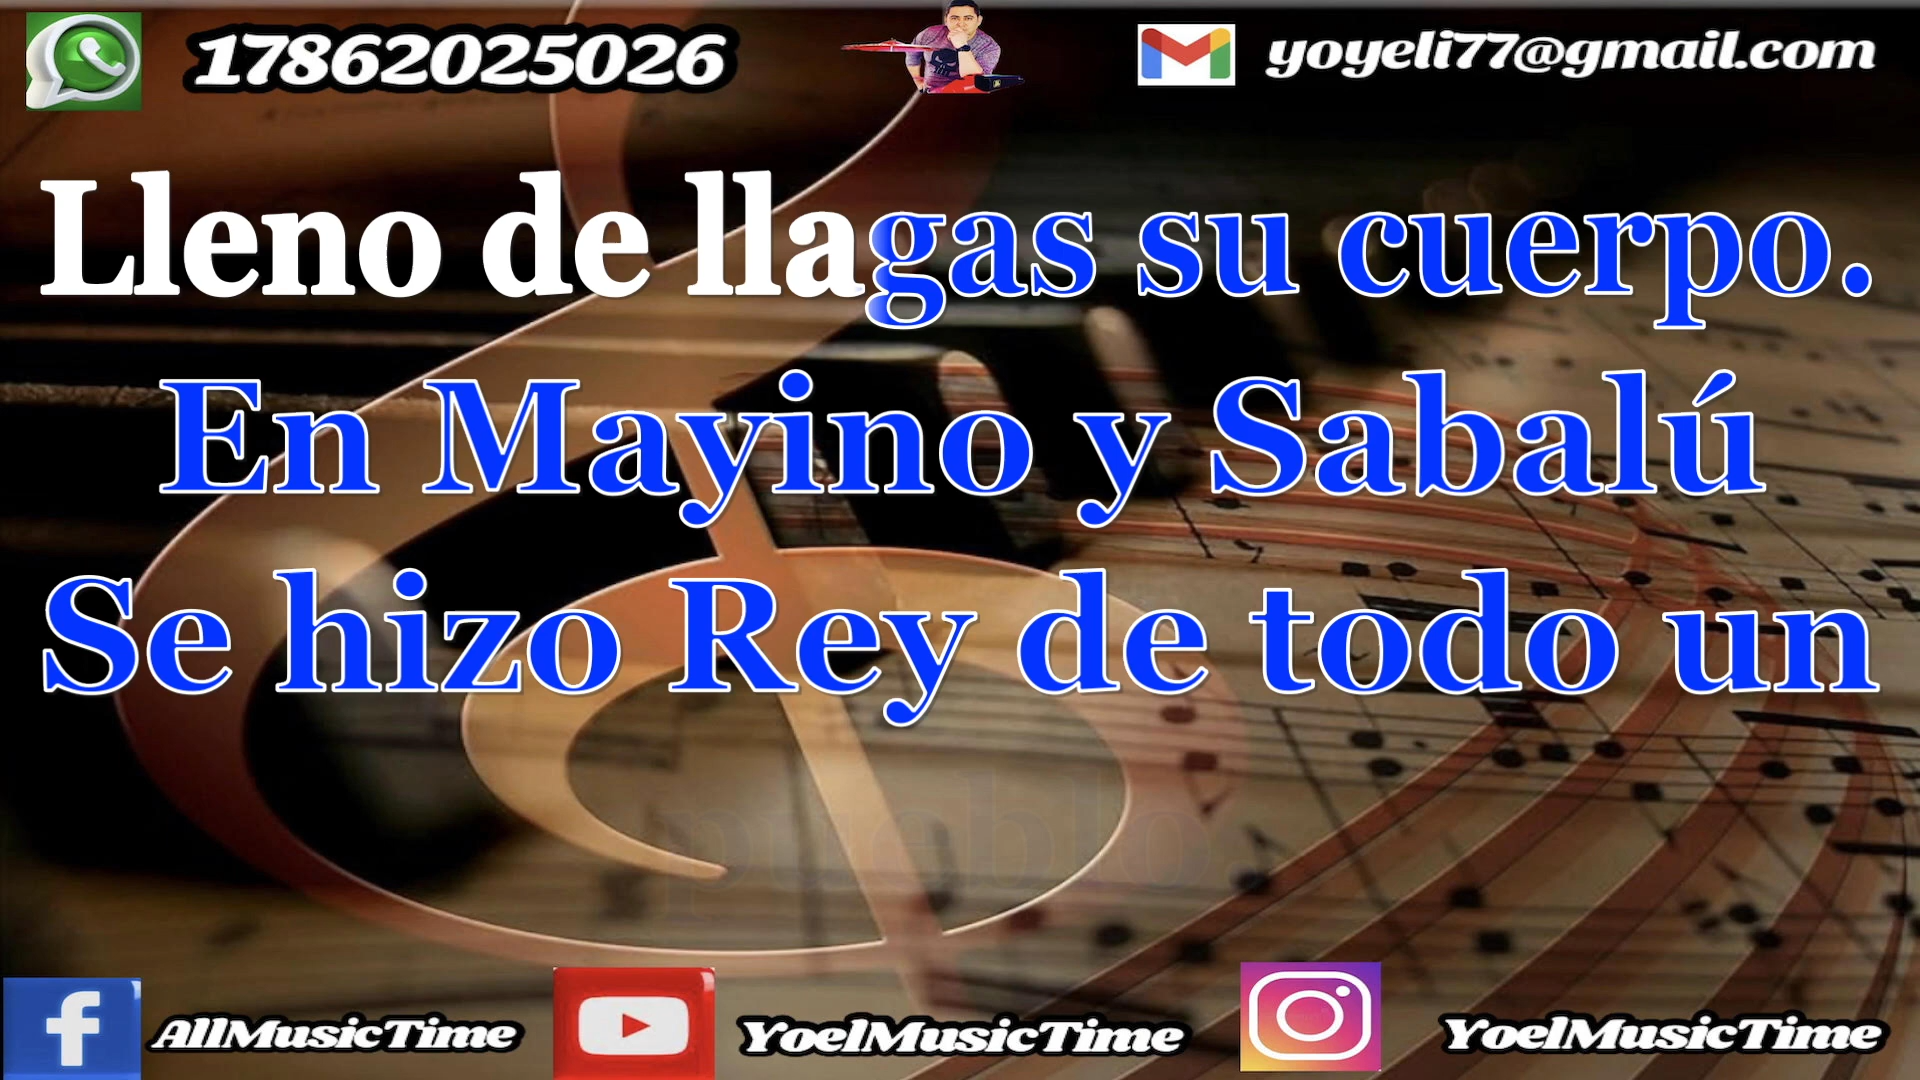 17862025026
yoyeli77@gmail.com
Lleno de llagas su cuerpo.
En Mayino y Sabalú
Se hizo Rey de todo un
pueblo.
AllMusicTime
YoelMusicTime
YoelMusicTime